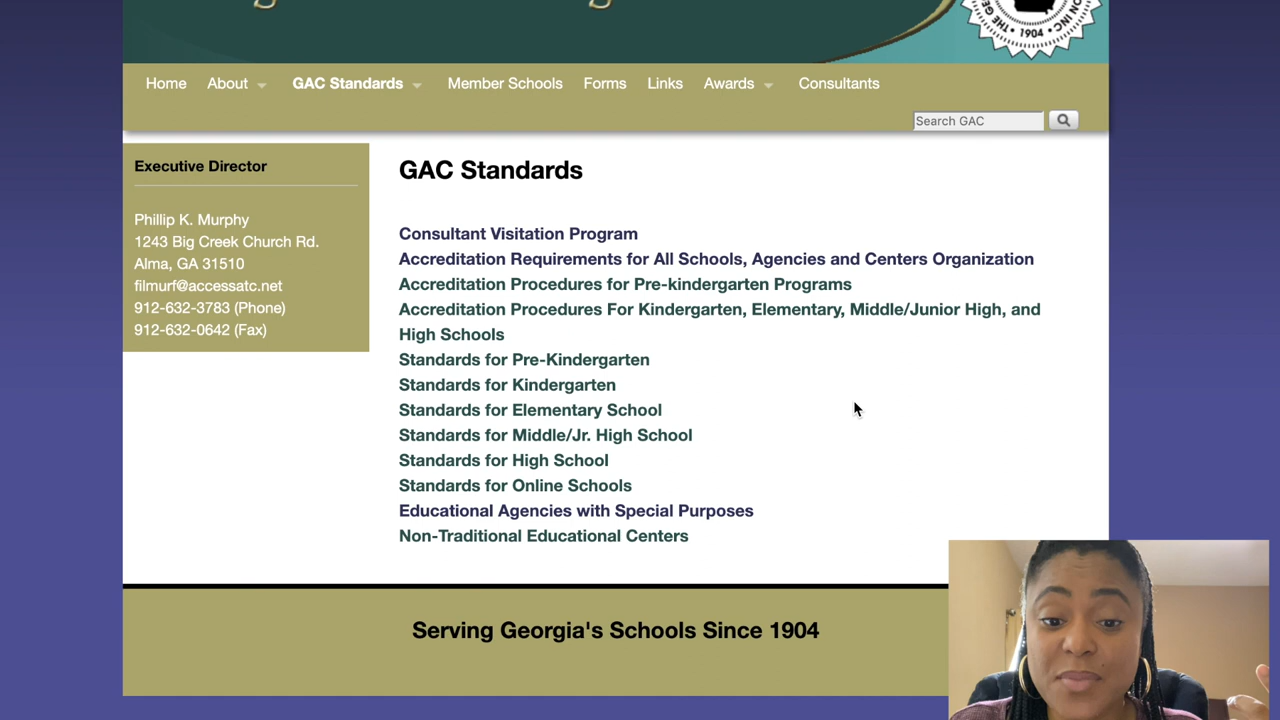 1904
Home About GAC Standards Member Schools Forms Links Awards Consultants
Search GAC
Executive Director
Phillip K. Murphy
1243 Big Creek Church Rd.
Alma, GA 31510
filmurf@accessatc.net
912-632-3783 (Phone)
912-632-0642 (Fax)
GAC Standards
Consultant Visitation Program
Accreditation Requirements for All Schools, Agencies and Centers Organization
Accreditation Procedures for Pre-kindergarten Programs
Accreditation Procedures For Kindergarten, Elementary, Middle/Junior High, and
High Schools
Standards for Pre-Kindergarten
Standards for Kindergarten
Standards for Elementary School
Standards for Middle/Jr. High School
Standards for High School
Standards for Online Schools
Educational Agencies with Special Purposes
Non-Traditional Educational Centers
Serving Georgia's Schools Since 1904